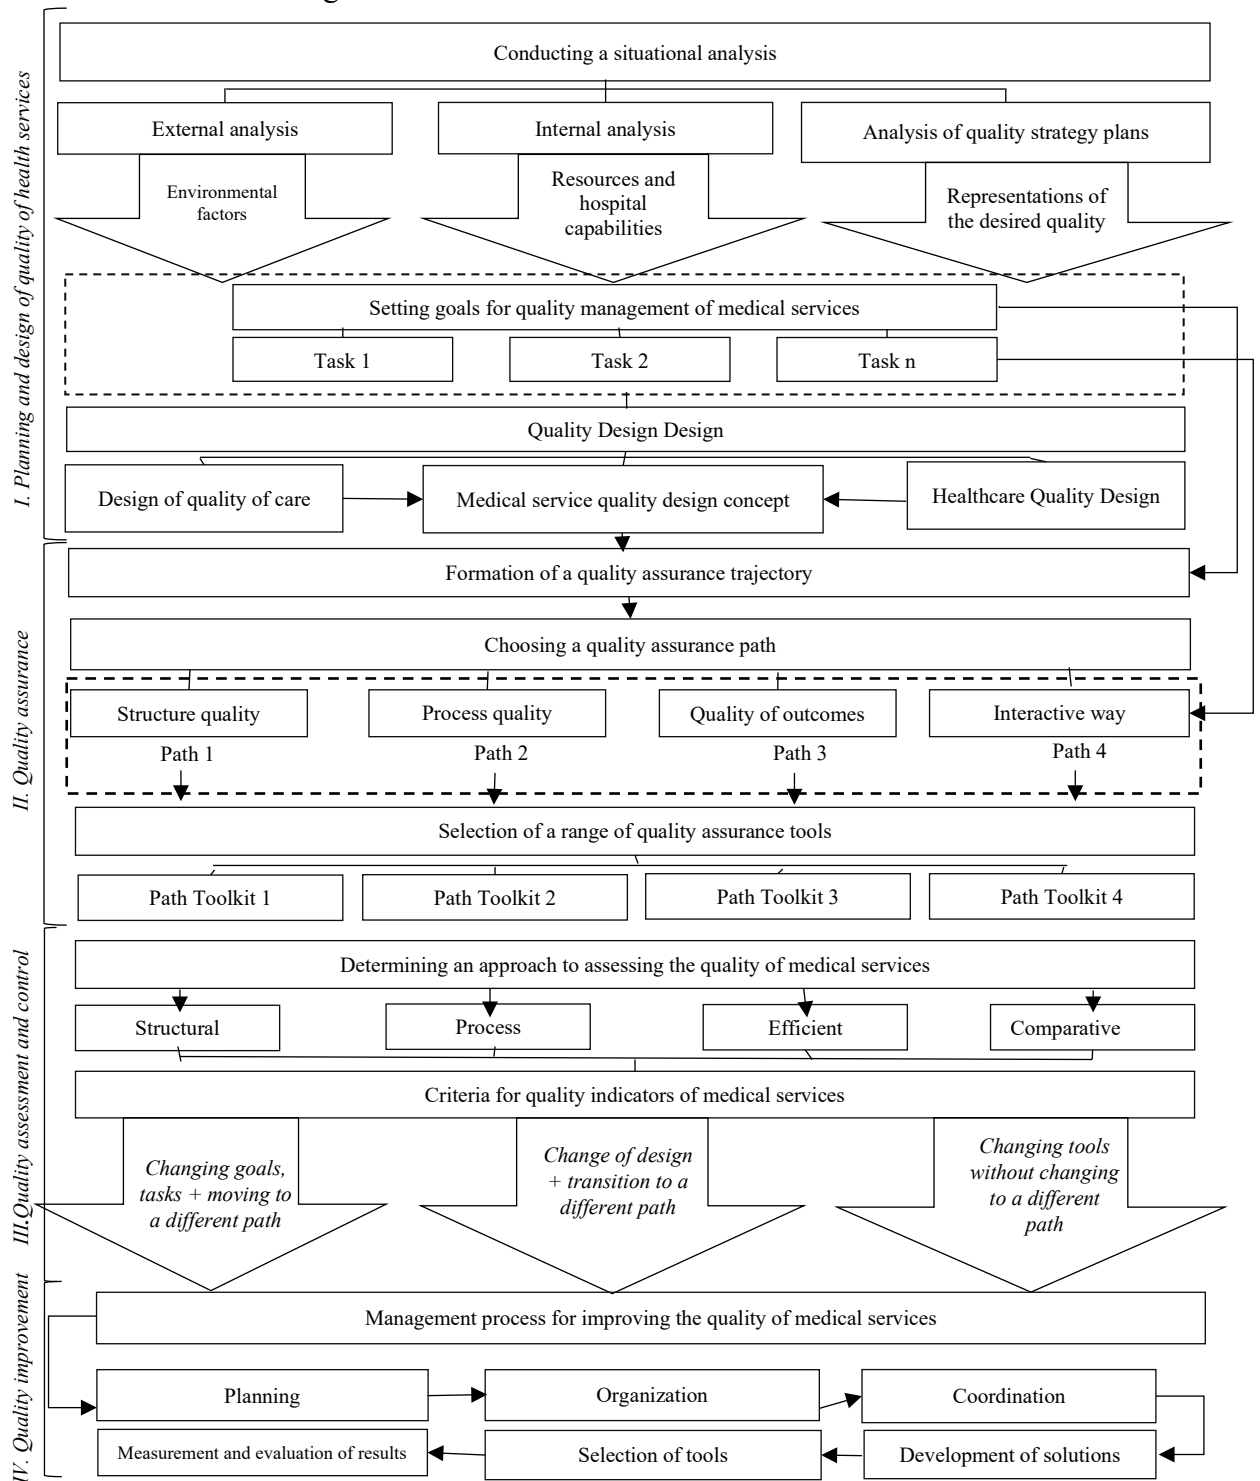 Conducting a situational analysis
External analysis
Internal analysis
Analysis of quality strategy plans
Environmental
factors
Resources and
hospital
capabilities
Representations of
the desired quality
Setting goals for quality management of medical services
Task 1
Task 2
Task n
Quality Design Design
Design of quality of care
Medical service quality design concept
Healthcare Quality Design
I. Planning and design of quality of health services
Formation of a quality assurance trajectory
Choosing a quality assurance path
Structure quality
Process quality
Quality of outcomes
Interactive way
Path 1
Path 2
Path 3
Path 4
Selection of a range of quality assurance tools
Path Toolkit 1
Path Toolkit 2
Path Toolkit 3
Path Toolkit 4
II. Quality assurance
Determining an approach to assessing the quality of medical services
Structural
Process
Efficient
Comparative
Criteria for quality indicators of medical services
Changing goals,
tasks + moving to
a different path
Change of design
+ transition to a
different path
Changing tools
without changing
to a different
path
III.Quality assessment and control
Management process for improving the quality of medical services
Planning
Organization
Coordination
Measurement and evaluation of results
Selection of tools
Development of solutions
IV. Quality improvement